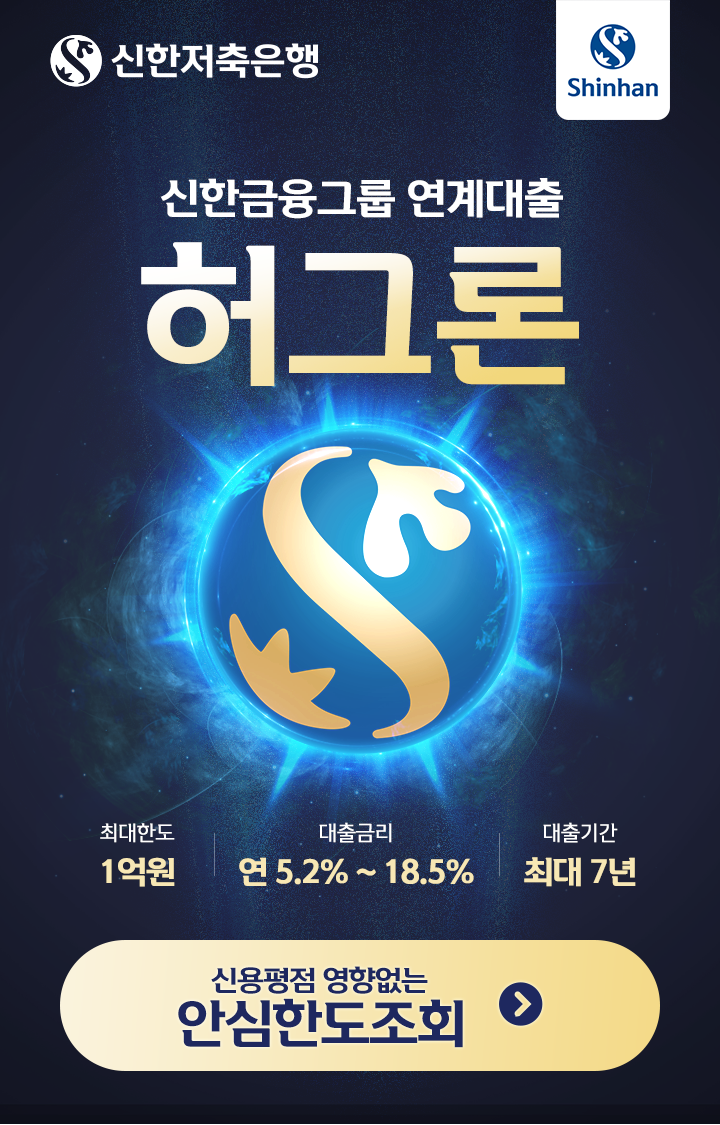 신한저축은행
Shinhan
신한금융그룹 연계대출
허그론
최대한도
1억원
대출금리
연 5.2% ~ 18.5%
대출기간
최대 7년
신용평점 영향없는
안심한도조회